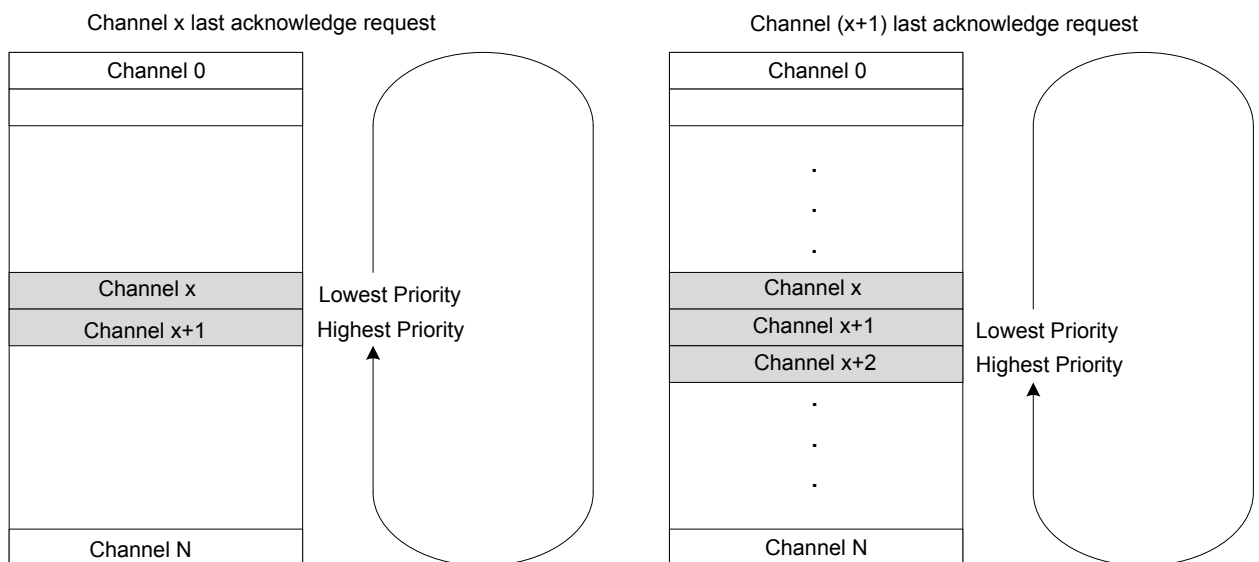 Channel x last acknowledge request
Channel 0
Channel x
Lowest Priority
Channel x+1
Highest Priority
Channel N
Channel (x+1) last acknowledge request
Channel 0
.
.
.
Channel x
Channel x+1
Lowest Priority
Channel x+2
Highest Priority
.
.
.
Channel N